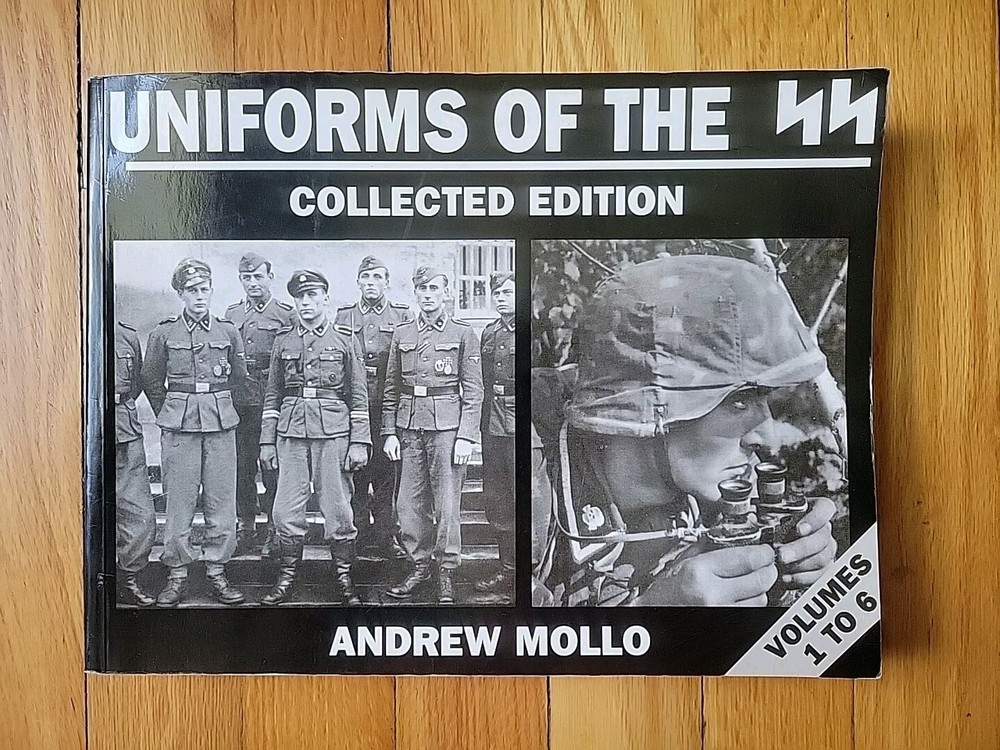 UNIFORMS OF THE SS
COLLECTED EDITION
ANDREW MOLLO
VOLUMES
1 TO 6